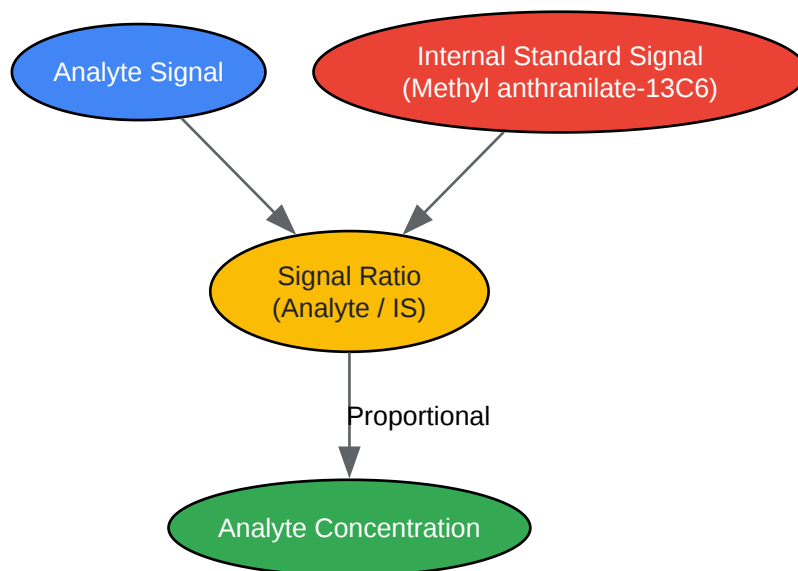 Analyte Signal
Internal Standard Signal
(Methyl anthranilate-13C6)
Signal Ratio
(Analyte / IS)
Proportional
Analyte Concentration